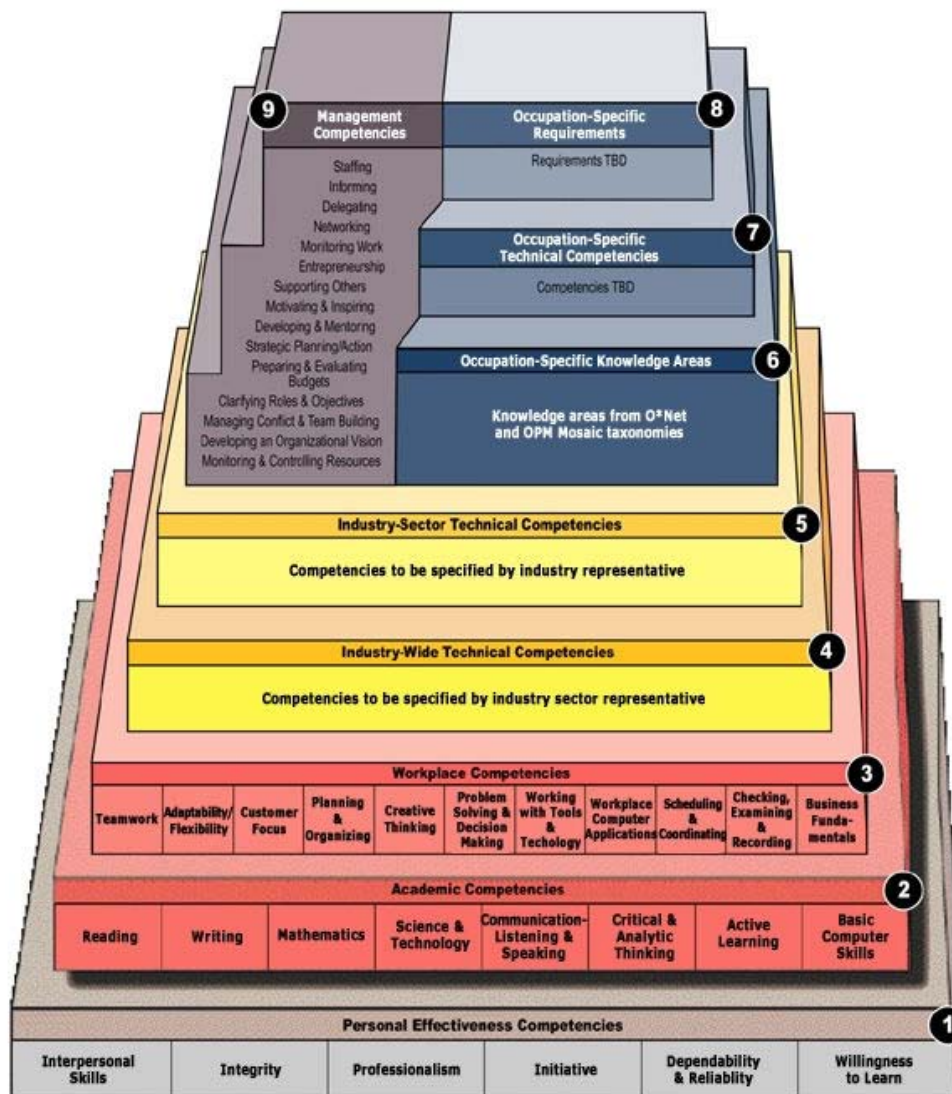 9
Management
Competencies
Staffing
Informing
Delegating
Networking
Monitoring Work
Entrepreneurship
Supporting Others
Motivating & Inspiring
Developing & Mentoring
Strategic Planning/Action
Preparing & Evaluating
Budgets
Clarifying Roles & Objectives
Managing Conflict & Team Building
Developing an Organizational Vision
Monitoring & Controlling Resources
8
Occupation-Specific
Requirements
Requirements TBD
7
Occupation-Specific
Technical Competencies
Competencies TBD
6
Occupation-Specific Knowledge Areas
Knowledge areas from O*Net
and OPM Mosaic taxonomies
5
Industry-Sector Technical Competencies
Competencies to be specified by industry representative
4
Industry-Wide Technical Competencies
Competencies to be specified by industry sector representative
3
Workplace Competencies
Teamwork
Adaptability/
Flexibility
Customer
Focus
Planning
&
Organizing
Creative
Thinking
Problem
Solving &
Decision
Making
Working
with Tools
&
Techology
Workplace
Computer
Applications
Scheduling
&
Coordinating
Checking,
Examining
&
Recording
Business
Funda-
mentals
2
Academic Competencies
Reading
Writing
Mathematics
Science &
Technology
Communication-
Listening &
Speaking
Critical &
Analytic
Thinking
Active
Learning
Basic
Computer
Skills
1
Personal Effectiveness Competencies
Interpersonal
Skills
Integrity
Professionalism
Initiative
Dependability
& Reliablity
Willingness
to Learn